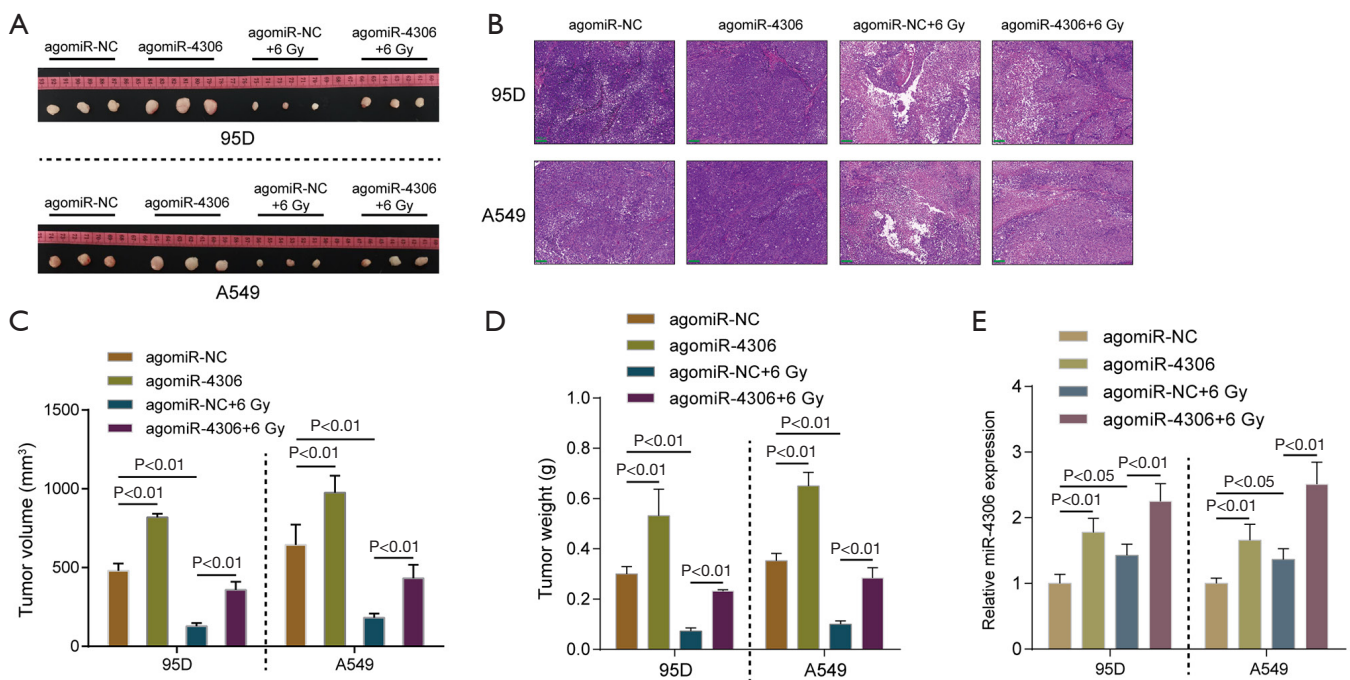 A
agomiR-NC
agomiR-4306
agomiR-NC
+6 Gy
agomiR-4306
+6 Gy
95D
agomiR-NC
agomiR-4306
agomiR-NC
+6 Gy
agomiR-4306
+6 Gy
A549
B
agomiR-NC
agomiR-4306
agomiR-NC+6 Gy
agomiR-4306+6 Gy
95D
A549
C
agomiR-NC
agomiR-4306
agomiR-NC+6 Gy
agomiR-4306+6 Gy
Tumor volume (mm³)
1500
1000
500
0
P<0.01
P<0.01
P<0.01
P<0.01
P<0.01
P<0.01
95D
A549
D
agomiR-NC
agomiR-4306
agomiR-NC+6 Gy
agomiR-4306+6 Gy
Tumor weight (g)
1.0
0.8
0.6
0.4
0.2
0.0
P<0.01
P<0.01
P<0.01
P<0.01
P<0.01
P<0.01
95D
A549
E
agomiR-NC
agomiR-4306
agomiR-NC+6 Gy
agomiR-4306+6 Gy
Relative miR-4306 expression
4
3
2
1
0
P<0.01
P<0.05
P<0.01
P<0.01
P<0.05
P<0.01
95D
A549